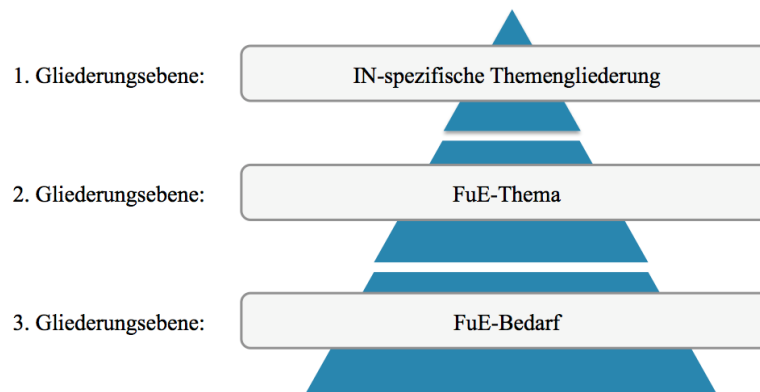 1. Gliederungsebene: IN-spezifische Themengliederung
2. Gliederungsebene: FuE-Thema
3. Gliederungsebene: FuE-Bedarf